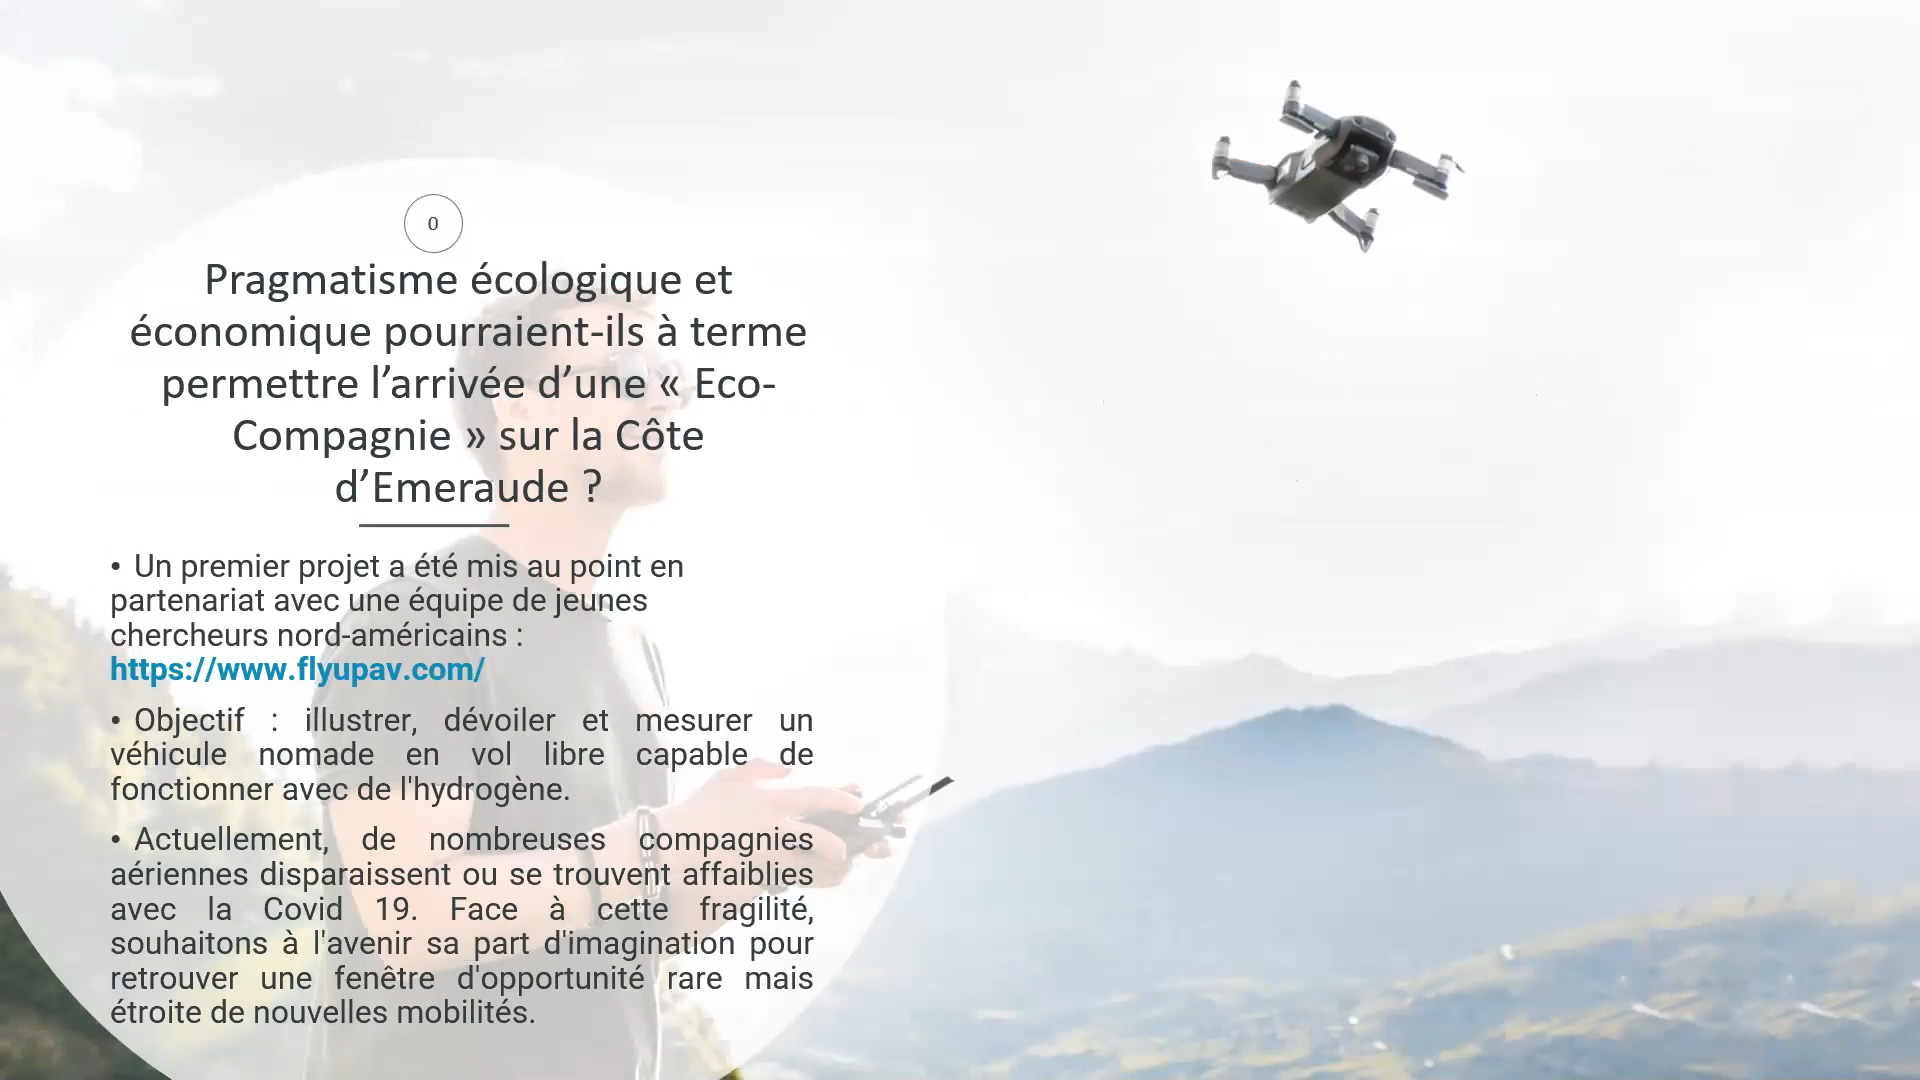 0
Pragmatisme écologique et
économique pourraient-ils à terme
permettre l’arrivée d’une « Eco-
Compagnie » sur la Côte
d’Emeraude ?
• Un premier projet a été mis au point en
partenariat avec une équipe de jeunes
chercheurs nord-américains :
https://www.flyupav.com/
• Objectif : illustrer, dévoiler et mesurer un
véhicule nomade en vol libre capable de
fonctionner avec de l'hydrogène.
• Actuellement, de nombreuses compagnies
aériennes disparaissent ou se trouvent affaiblies
avec la Covid 19. Face à cette fragilité,
souhaitons à l'avenir sa part d'imagination pour
retrouver une fenêtre d'opportunité rare mais
étroite de nouvelles mobilités.